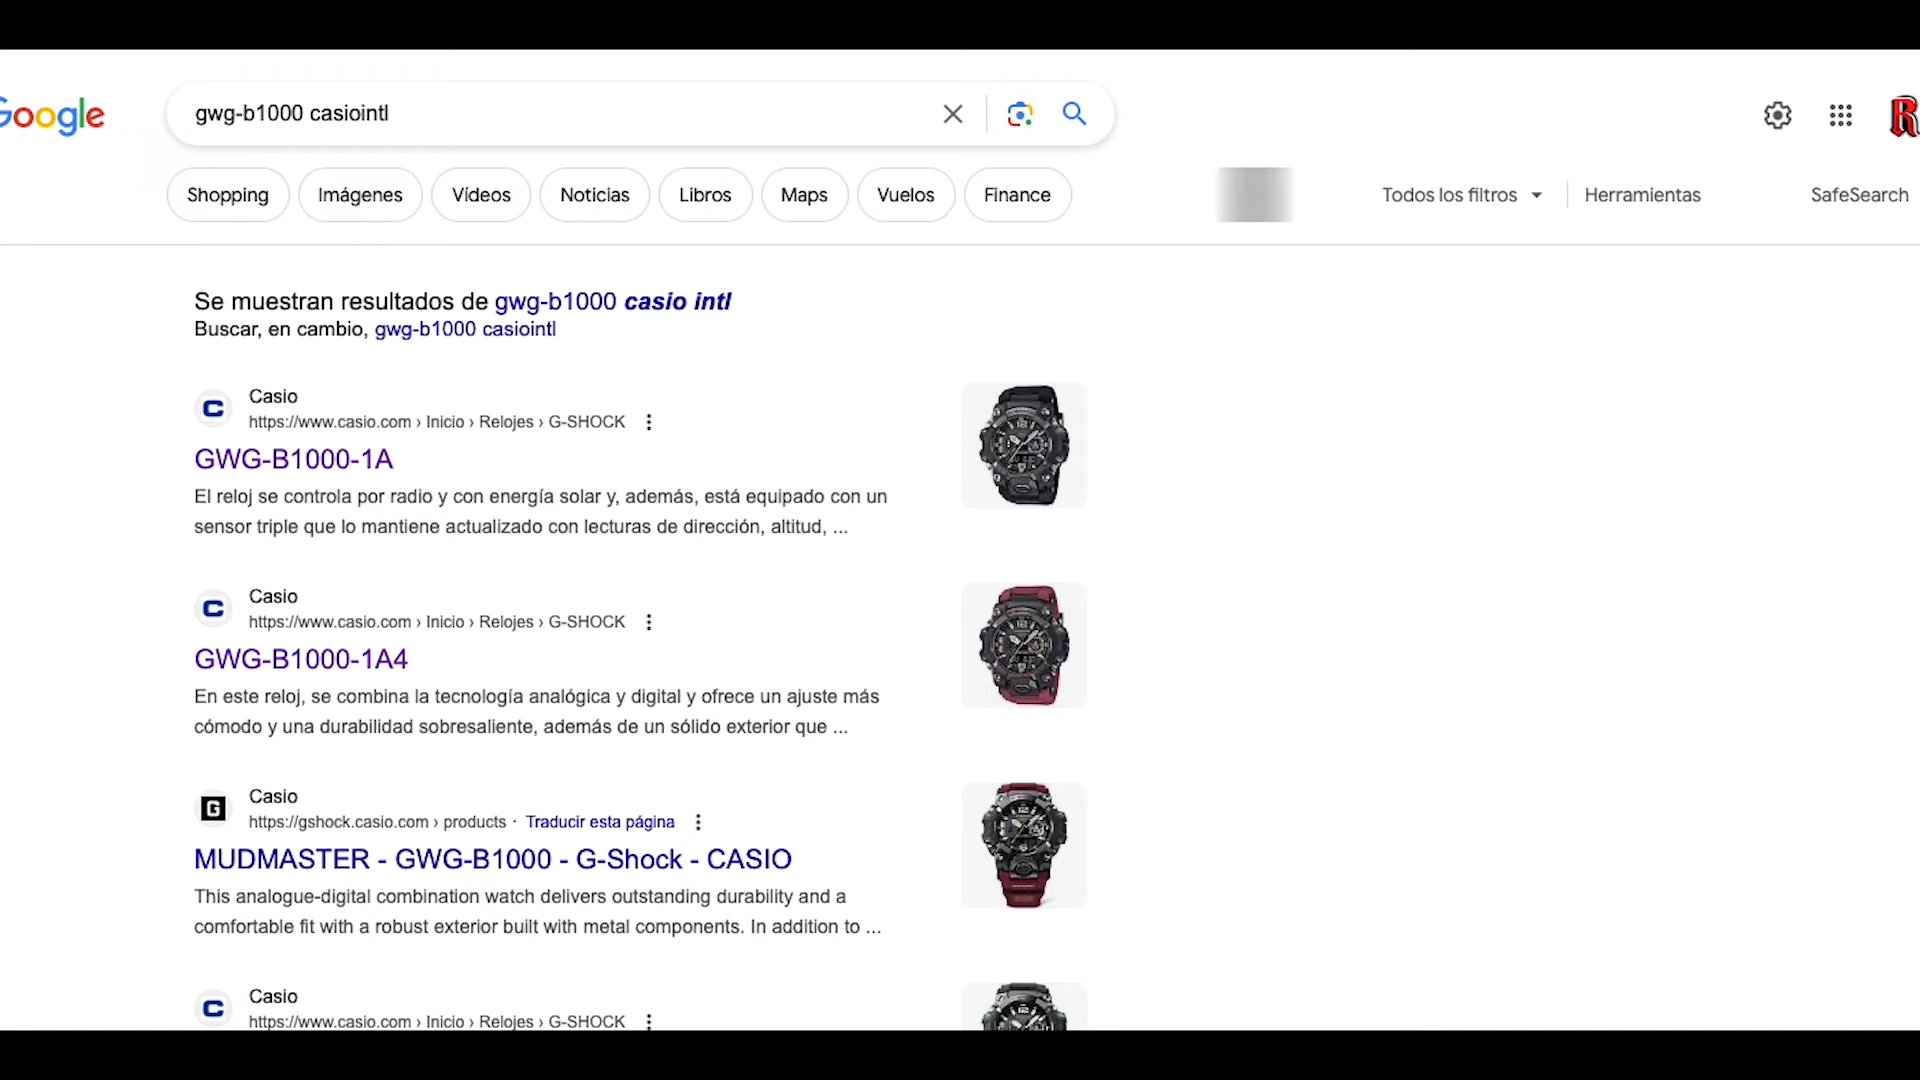 Google
gwg-b1000 casiointl
Shopping
Imágenes
Vídeos
Noticias
Libros
Maps
Vuelos
Finance
Todos los filtros
Herramientas
SafeSearch
Se muestran resultados de gwg-b1000 casio intl
Buscar, en cambio, gwg-b1000 casiointl
Casio
https://www.casio.com › Inicio › Relojes › G-SHOCK
GWG-B1000-1A
El reloj se controla por radio y con energía solar y, además, está equipado con un
sensor triple que lo mantiene actualizado con lecturas de dirección, altitud, ...
Casio
https://www.casio.com › Inicio › Relojes › G-SHOCK
GWG-B1000-1A4
En este reloj, se combina la tecnología analógica y digital y ofrece un ajuste más
cómodo y una durabilidad sobresaliente, además de un sólido exterior que ...
Casio
https://gshock.casio.com › products · Traducir esta página
MUDMASTER - GWG-B1000 - G-Shock - CASIO
This analogue-digital combination watch delivers outstanding durability and a
comfortable fit with a robust exterior built with metal components. In addition to ...
Casio
https://www.casio.com › Inicio › Relojes › G-SHOCK